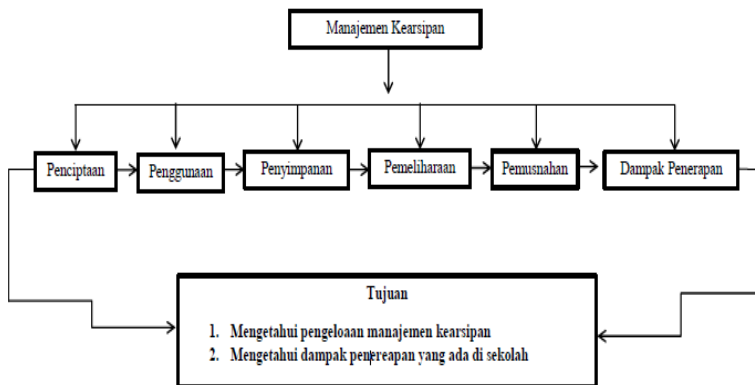 Manajemen Kearsipan
Penciptaan
Penggunaan
Penyimpanan
Pemeliharaan
Pemusnahan
Dampak Penerapan
Tujuan
1. Mengetahui pengeloaan manajemen kearsipan
2. Mengetahui dampak penereapan yang ada di sekolah